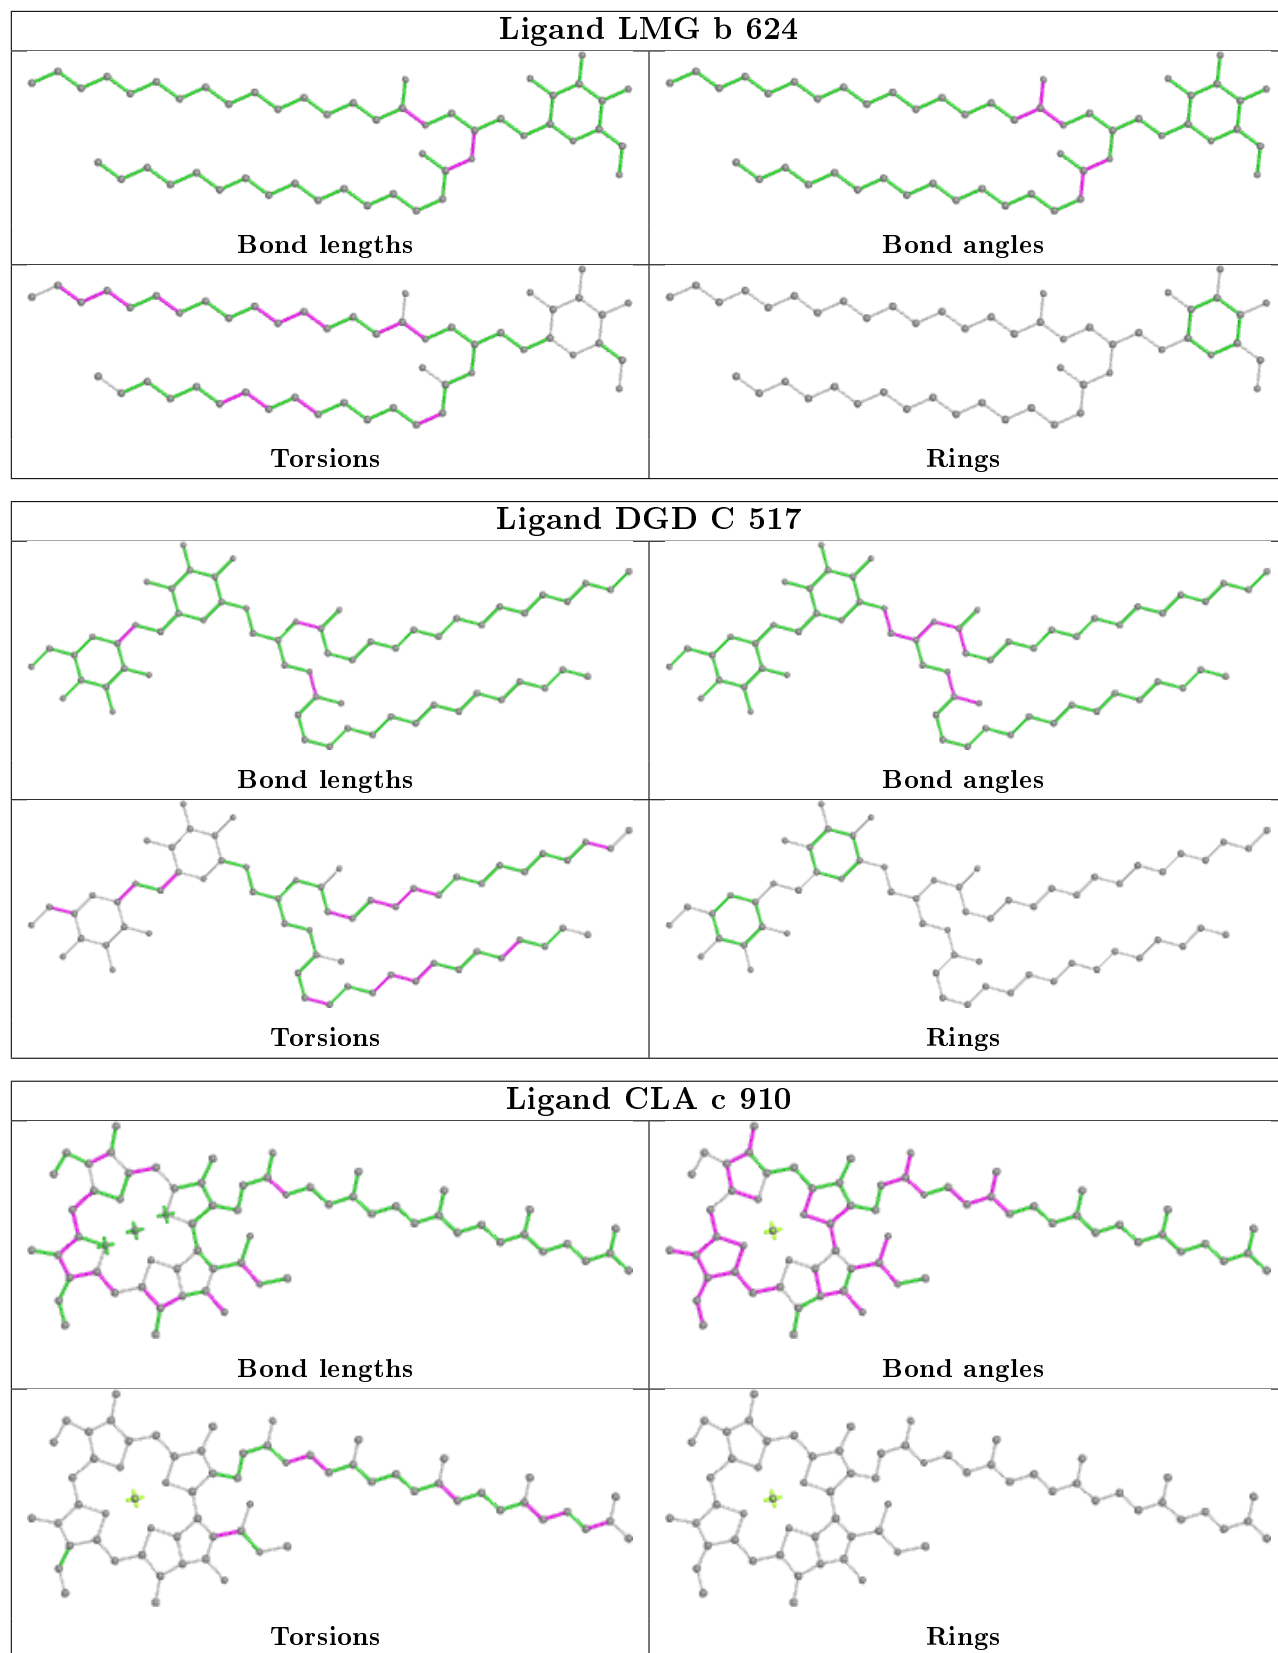 Ligand LMG b 624
Bond lengths
Bond angles
Torsions
Rings
Ligand DGD C 517
Bond lengths
Bond angles
Torsions
Rings
Ligand CLA c 910
Bond lengths
Bond angles
Torsions
Rings